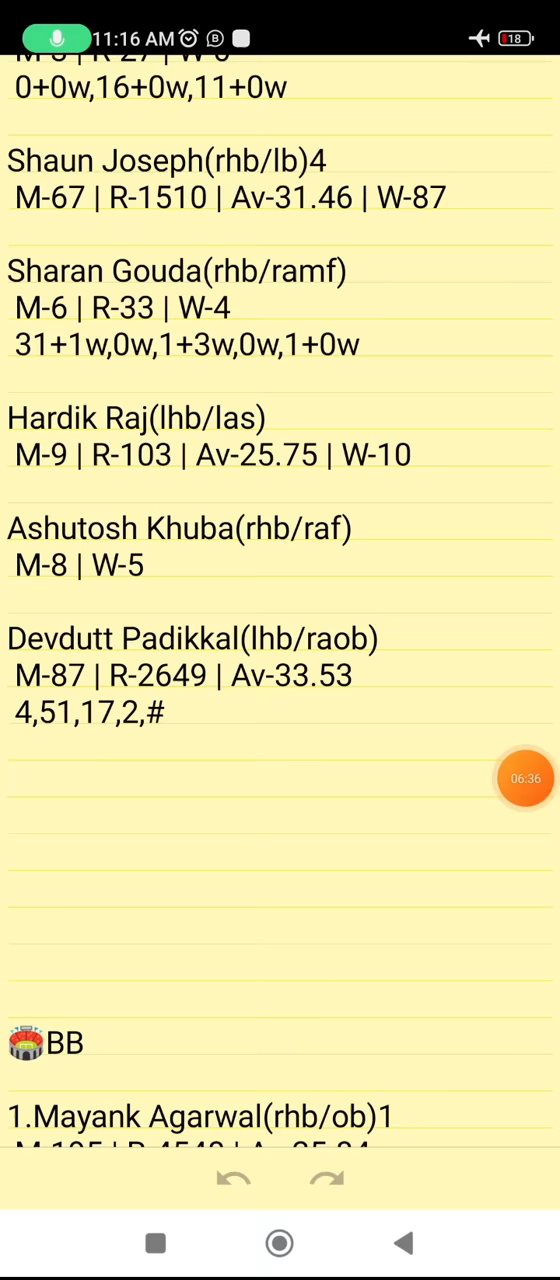 11:16 AM
18
0+0w,16+0w,11+0w
Shaun Joseph(rhb/lb)4
M-67 | R-1510 | Av-31.46 | W-87
Sharan Gouda(rhb/ramf)
M-6 | R-33 | W-4
31+1w,0w,1+3w,0w,1+0w
Hardik Raj(lhb/las)
M-9 | R-103 | Av-25.75 | W-10
Ashutosh Khuba(rhb/raf)
M-8 | W-5
Devdutt Padikkal(lhb/raob)
M-87 | R-2649 | Av-33.53
4,51,17,2,#
06:36
BB
1.Mayank Agarwal(rhb/ob)1